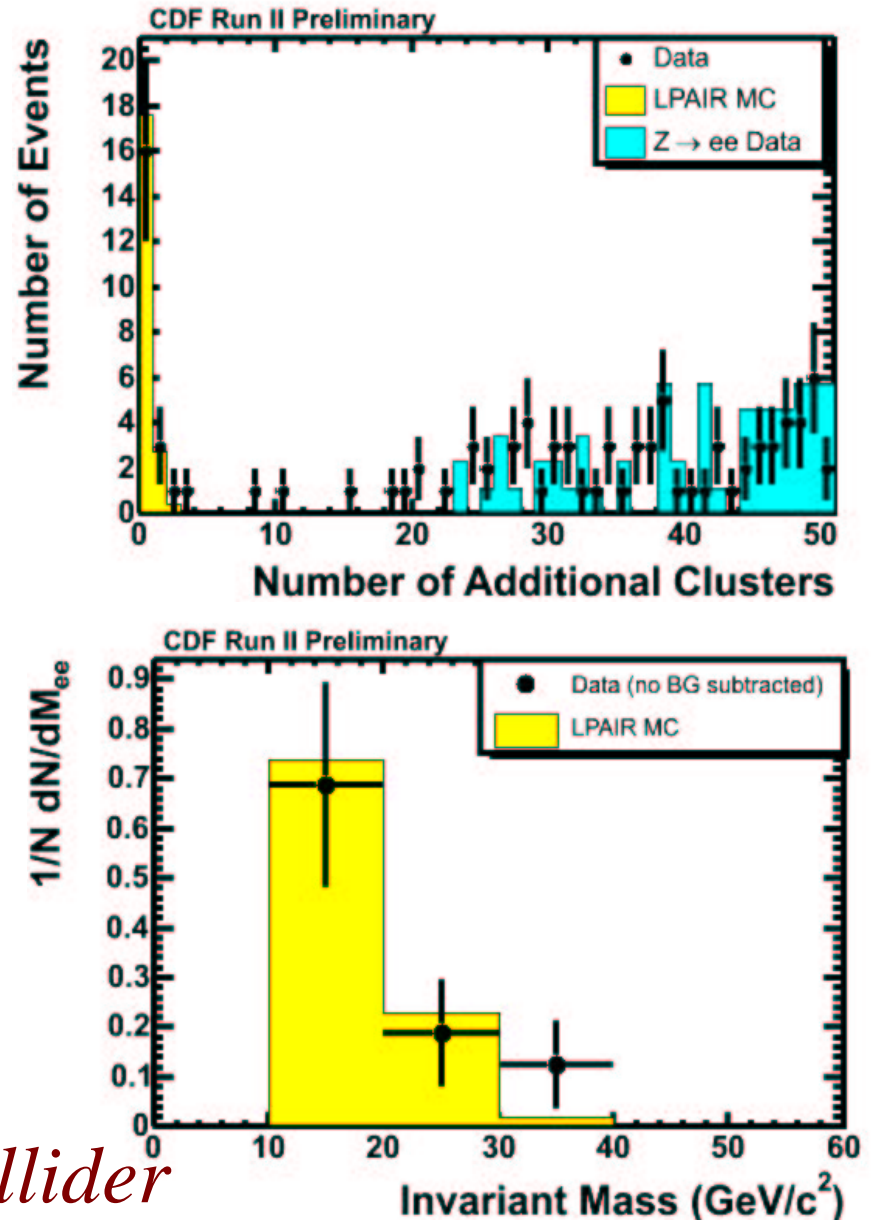 CDF Run II Preliminary
Number of Events
20
18
16
14
12
10
8
6
4
2
0
Data
LPAIR MC
Z → ee Data
0 10 20 30 40 50
Number of Additional Clusters
CDF Run II Preliminary
1/N dN/dM_ee
0.9
0.8
0.7
0.6
0.5
0.4
0.3
0.2
0.1
0
Data (no BG subtracted)
LPAIR MC
0 10 20 30 40 50 60
llider
Invariant Mass (GeV/c²)